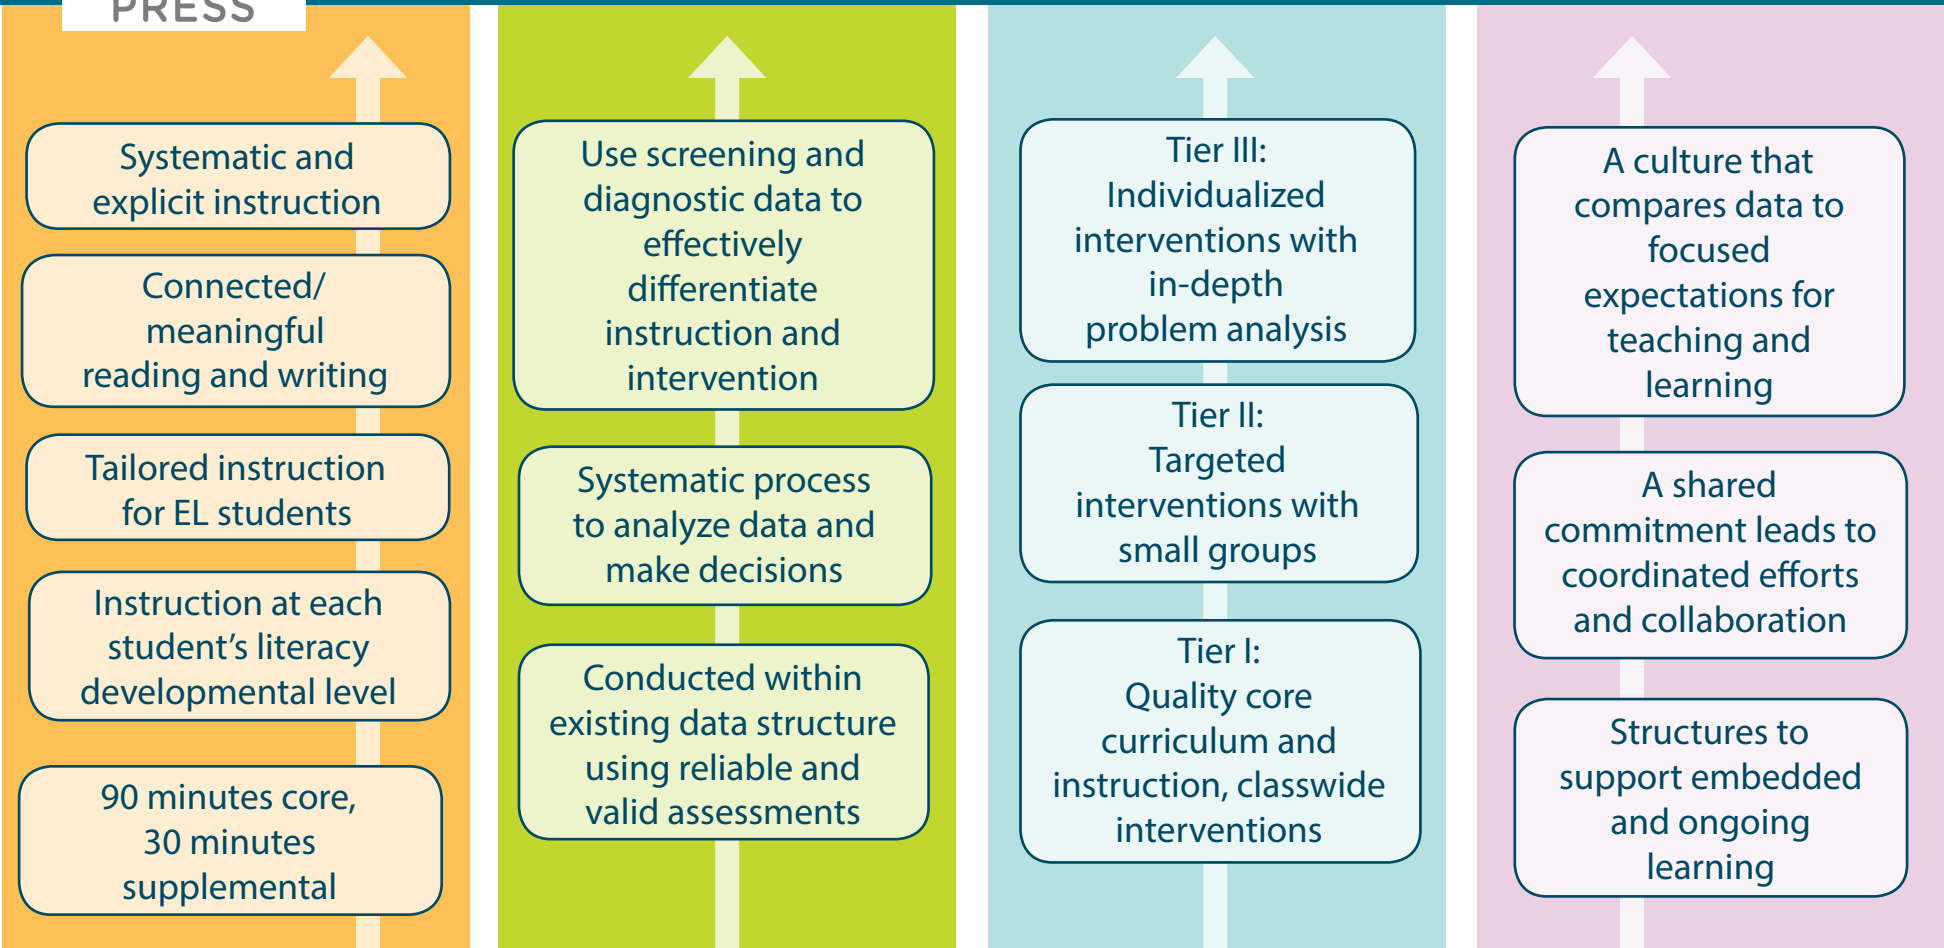 PRESS
Systematic and
explicit instruction
Connected/
meaningful
reading and writing
Tailored instruction
for EL students
Instruction at each
student’s literacy
developmental level
90 minutes core,
30 minutes
supplemental
Use screening and
diagnostic data to
effectively
differentiate
instruction and
intervention
Systematic process
to analyze data and
make decisions
Conducted within
existing data structure
using reliable and
valid assessments
Tier III:
Individualized
interventions with
in-depth
problem analysis
Tier II:
Targeted
interventions with
small groups
Tier I:
Quality core
curriculum and
instruction, classwide
interventions
A culture that
compares data to
focused
expectations for
teaching and
learning
A shared
commitment leads to
coordinated efforts
and collaboration
Structures to
support embedded
and ongoing
learning